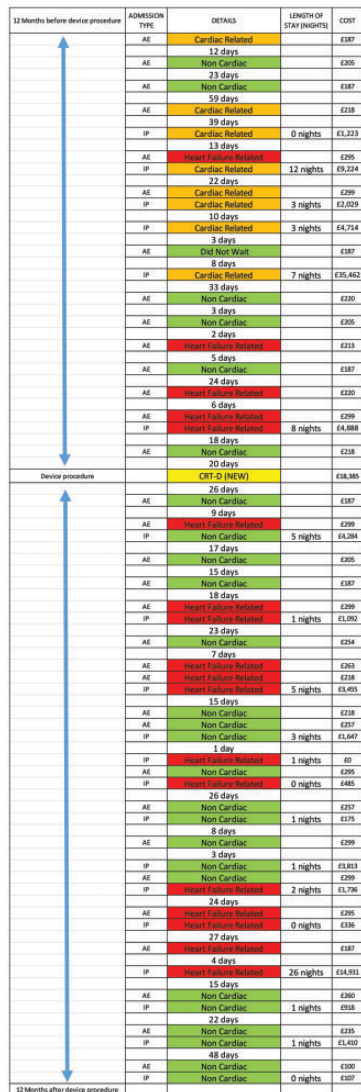 12 Months before device procedure ADMISSION TYPE DETAILS LENGTH OF STAY (NIGHTS) COST
AE Cardiac Related £187
12 days
AE Non Cardiac £205
23 days
AE Non Cardiac £187
59 days
AE Cardiac Related £218
39 days
IP Cardiac Related 0 nights £1,223
13 days
AE Heart Failure Related £295
IP Cardiac Related 12 nights £9,224
22 days
AE Cardiac Related £299
IP Cardiac Related 3 nights £2,029
10 days
IP Cardiac Related 3 nights £4,714
3 days
AE Did Not Wait £187
8 days
IP Cardiac Related 7 nights £35,462
33 days
AE Non Cardiac £220
3 days
AE Non Cardiac £205
2 days
AE Heart Failure Related £213
5 days
AE Non Cardiac £187
24 days
AE Heart Failure Related £220
6 days
AE Heart Failure Related £299
IP Heart Failure Related 8 nights £4,888
18 days
AE Non Cardiac £218
20 days
Device procedure CRT-D (NEW) £18,385
26 days
AE Non Cardiac £187
9 days
AE Heart Failure Related £299
IP Non Cardiac 5 nights £4,284
17 days
AE Non Cardiac £205
15 days
AE Non Cardiac £187
18 days
AE Heart Failure Related £299
IP Heart Failure Related 1 nights £1,092
23 days
AE Non Cardiac £254
7 days
AE Heart Failure Related £263
AE Heart Failure Related £218
IP Heart Failure Related 5 nights £3,455
15 days
AE Non Cardiac £218
AE Non Cardiac £257
IP Non Cardiac 3 nights £1,647
1 day
IP Heart Failure Related 1 nights £0
AE Non Cardiac £295
IP Heart Failure Related 0 nights £485
26 days
AE Non Cardiac £257
IP Non Cardiac 1 nights £175
8 days
AE Non Cardiac £299
3 days
IP Non Cardiac 1 nights £3,813
AE Non Cardiac £299
IP Heart Failure Related 2 nights £1,736
24 days
AE Heart Failure Related £295
IP Heart Failure Related 0 nights £336
27 days
AE Heart Failure Related £187
4 days
IP Heart Failure Related 26 nights £14,931
15 days
AE Non Cardiac £260
IP Non Cardiac 1 nights £918
22 days
AE Non Cardiac £235
IP Non Cardiac 1 nights £1,410
48 days
AE Non Cardiac £100
IP Non Cardiac 0 nights £107
12 Months after device procedure